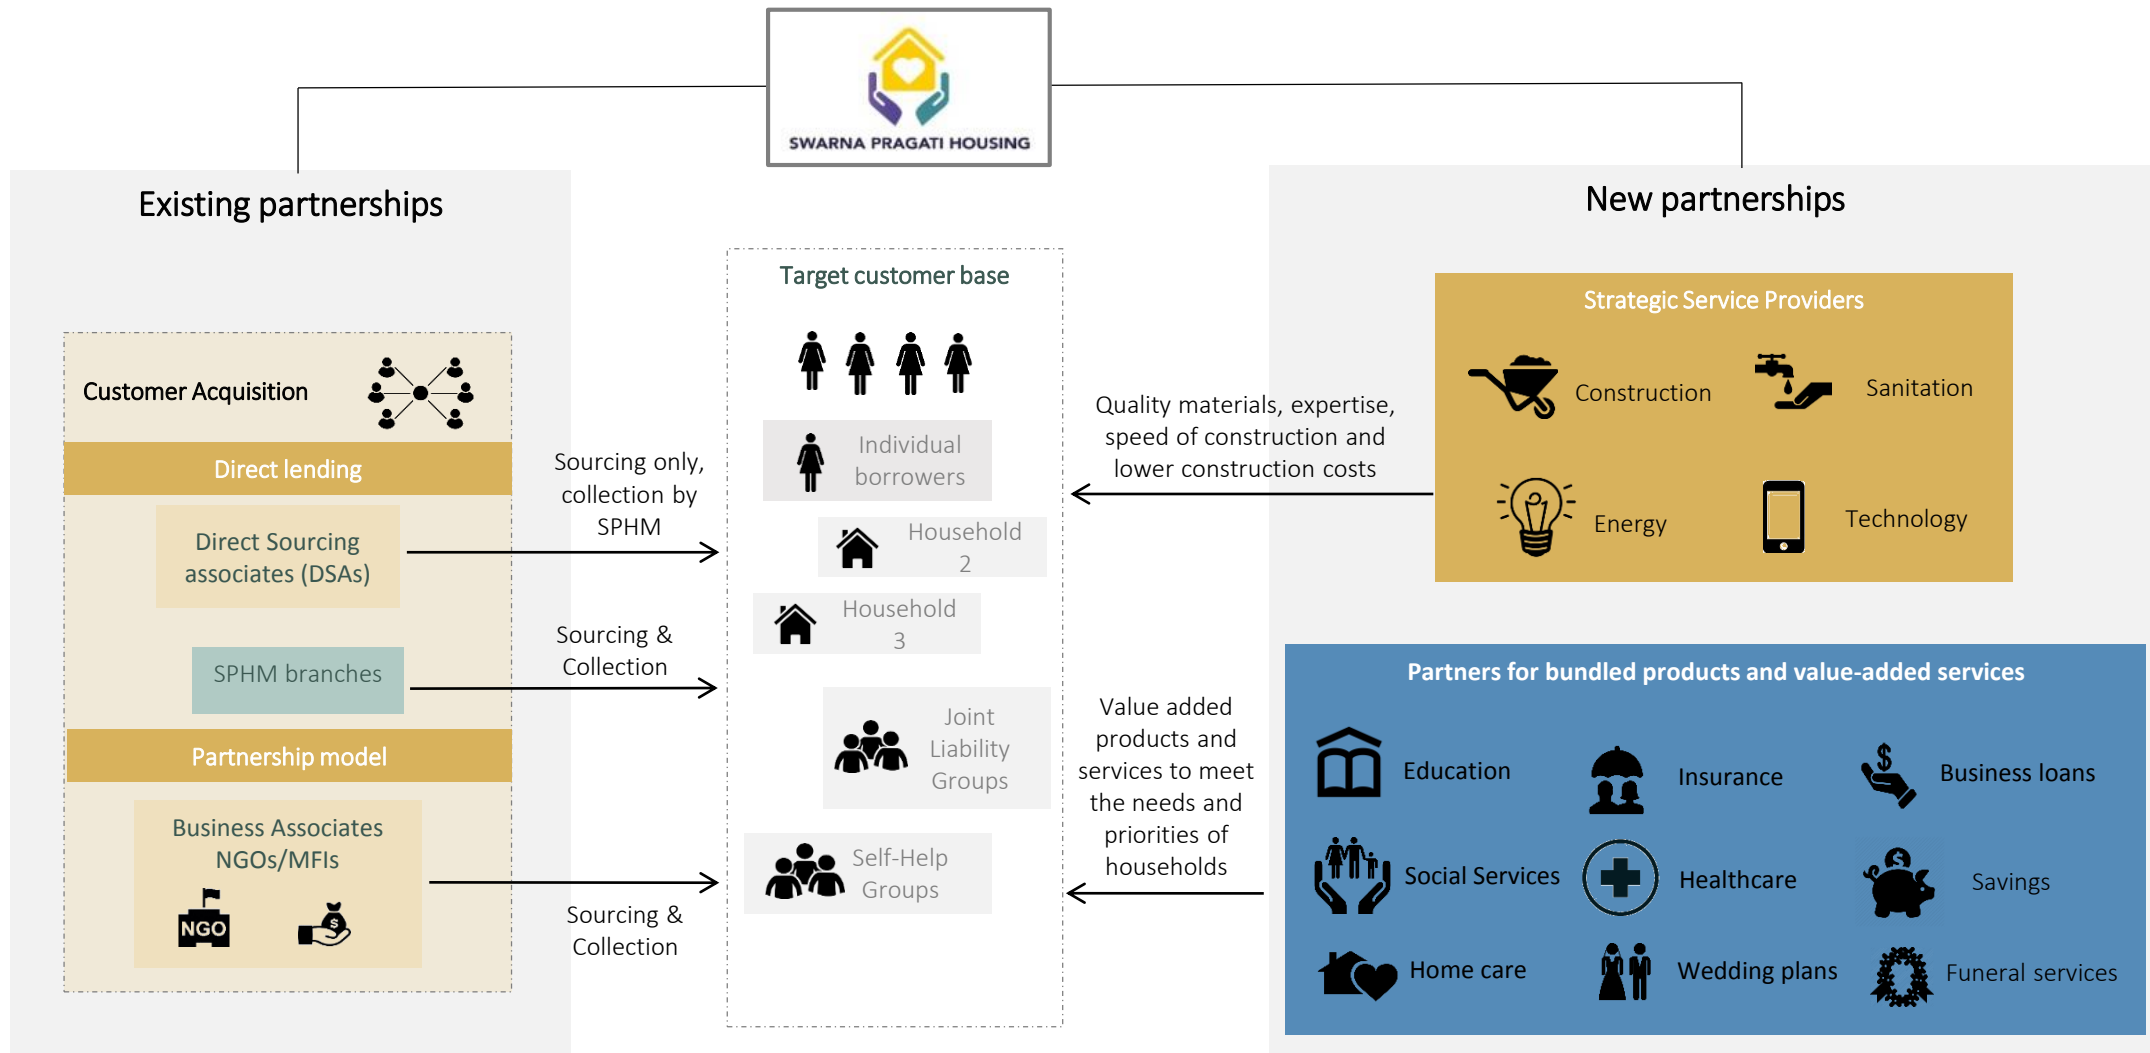 SWARNA PRAGATI HOUSING
Existing partnerships
Customer Acquisition
Direct lending
Direct Sourcing
associates (DSAs)
SPHM branches
Partnership model
Business Associates
NGOs/MFIs
NGO
$
Sourcing only,
collection by
SPHM
Sourcing &
Collection
Sourcing &
Collection
Target customer base
Individual
borrowers
Household
2
Household
3
Joint
Liability
Groups
Self-Help
Groups
Quality materials, expertise,
speed of construction and
lower construction costs
Value added
products and
services to meet
the needs and
priorities of
households
New partnerships
Strategic Service Providers
Construction
Sanitation
Energy
Technology
Partners for bundled products and value-added services
Education
Insurance
$
Business loans
Social Services
Healthcare
$
Savings
Home care
Wedding plans
Funeral services